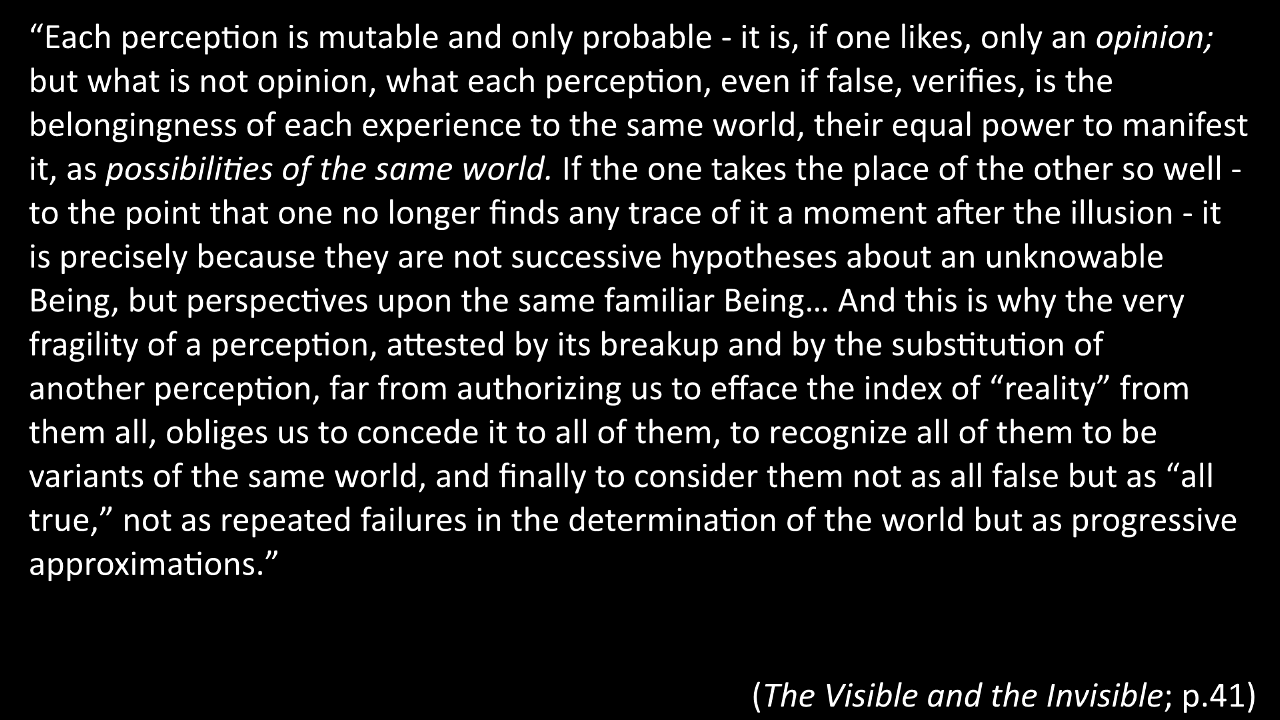 “Each perception is mutable and only probable - it is, if one likes, only an opinion;
but what is not opinion, what each perception, even if false, verifies, is the
belongingness of each experience to the same world, their equal power to manifest
it, as possibilities of the same world. If the one takes the place of the other so well -
to the point that one no longer finds any trace of it a moment after the illusion - it
is precisely because they are not successive hypotheses about an unknowable
Being, but perspectives upon the same familiar Being… And this is why the very
fragility of a perception, attested by its breakup and by the substitution of
another perception, far from authorizing us to efface the index of “reality” from
them all, obliges us to concede it to all of them, to recognize all of them to be
variants of the same world, and finally to consider them not as all false but as “all
true,” not as repeated failures in the determination of the world but as progressive
approximations.”
(The Visible and the Invisible; p.41)